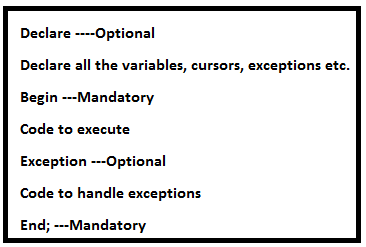 Declare ----Optional
Declare all the variables, cursors, exceptions etc.
Begin ---Mandatory
Code to execute
Exception ---Optional
Code to handle exceptions
End; ---Mandatory